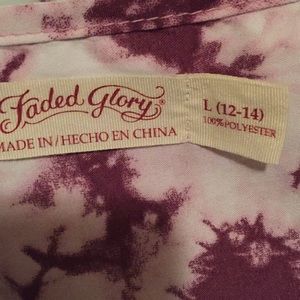 Faded Glory®
MADE IN/HECHO EN CHINA
L (12-14)
100% POLYESTER